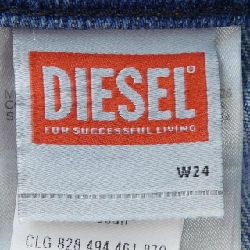 DIESEL
FOR SUCCESSFUL LIVING
W24
CLG 828 494 461 870